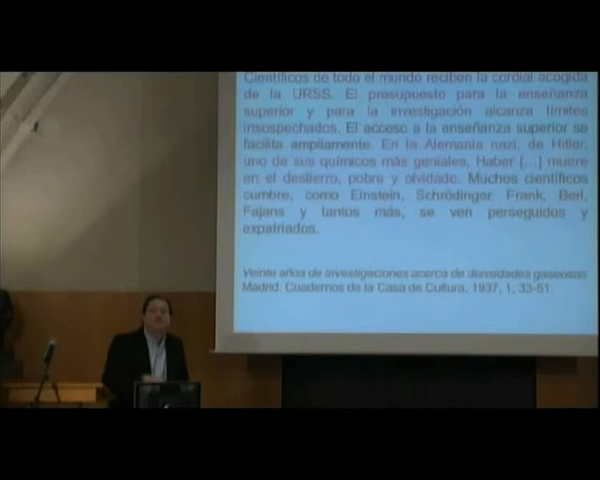 Científicos de todo el mundo reciben la cordial acogida
de la URSS. El presupuesto para la enseñanza
superior y para la investigación alcanza límites
insospechados. El acceso a la enseñanza superior se
facilita ampliamente. En la Alemania nazi, de Hitler,
uno de sus químicos más geniales, Haber [...] muere
en el destierro, pobre y olvidado. Muchos científicos
cumbre, como Einstein, Schrödinger, Frank, Berl,
Fajans y tantos más, se ven perseguidos y
expatriados.
Veinte años de investigaciones acerca de densidades gaseosas
Madrid. Cuadernos de la Casa de Cultura, 1937, 1, 33-51.